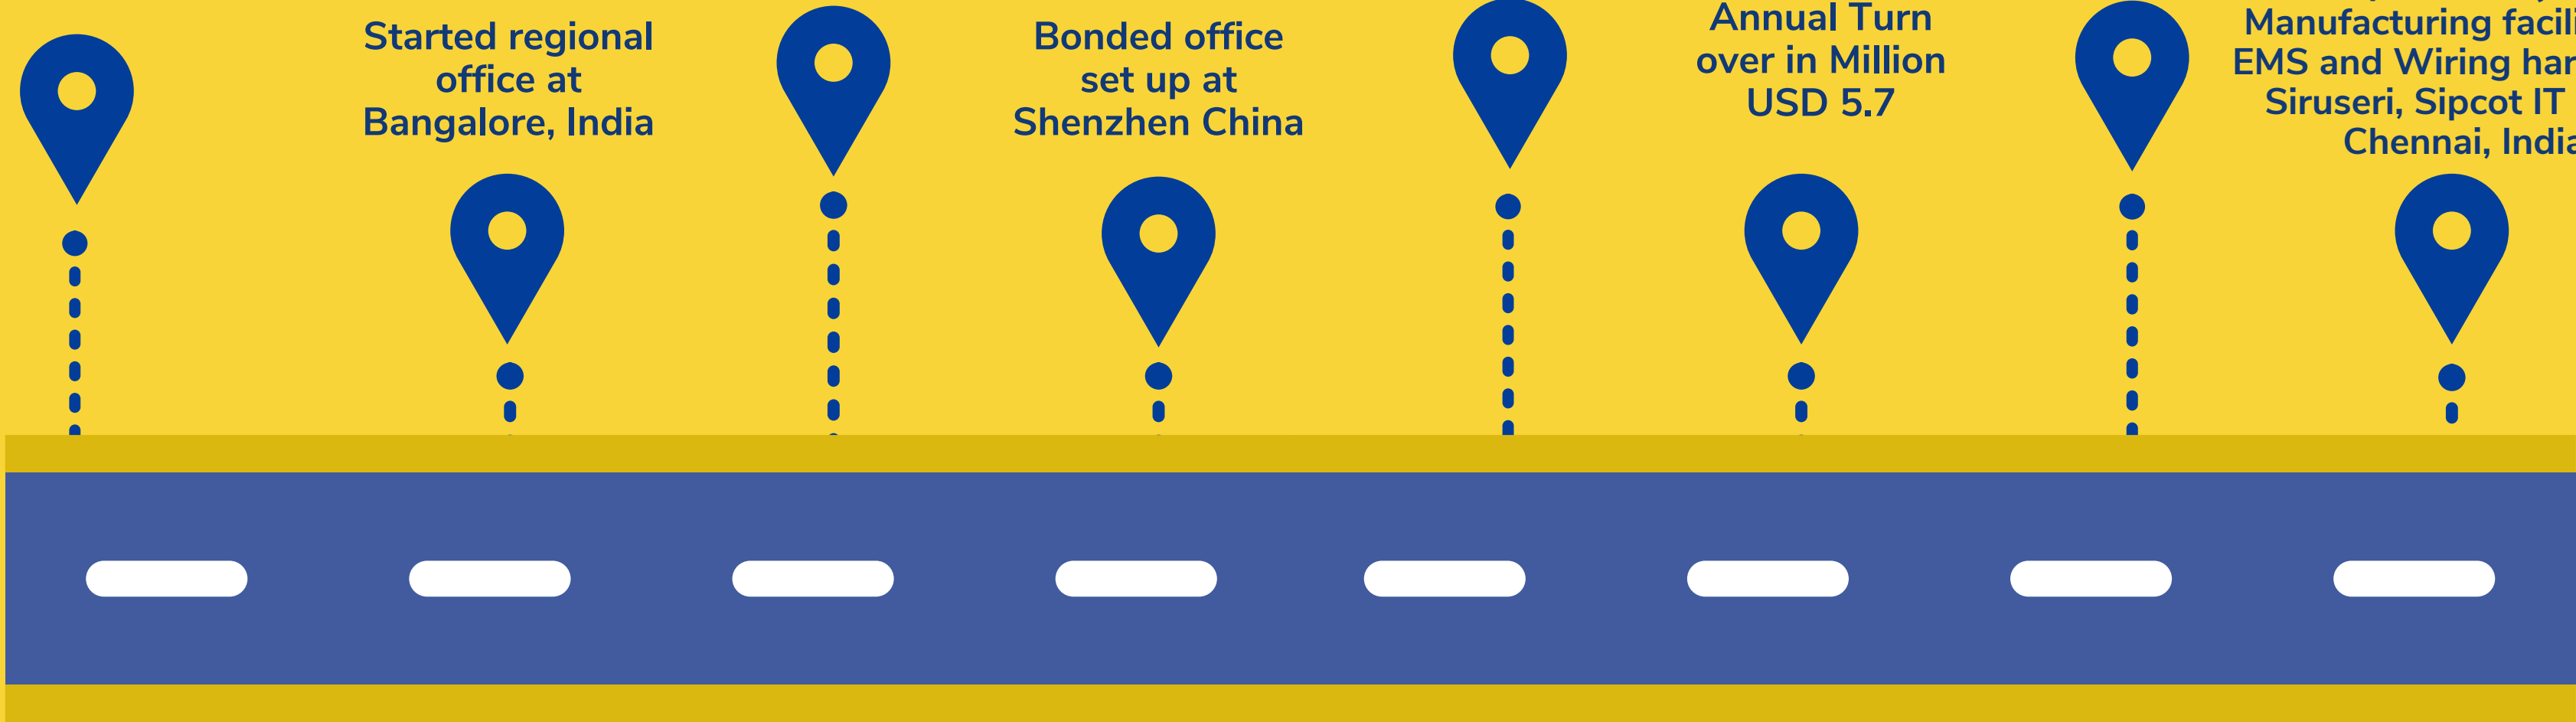 Started regional
office at
Bangalore, India
Bonded office
set up at
Shenzhen China
Annual Turn
over in Million
USD 5.7
Manufacturing
EMS and Wiring
Siruseri, Sipcot IT
Chennai,